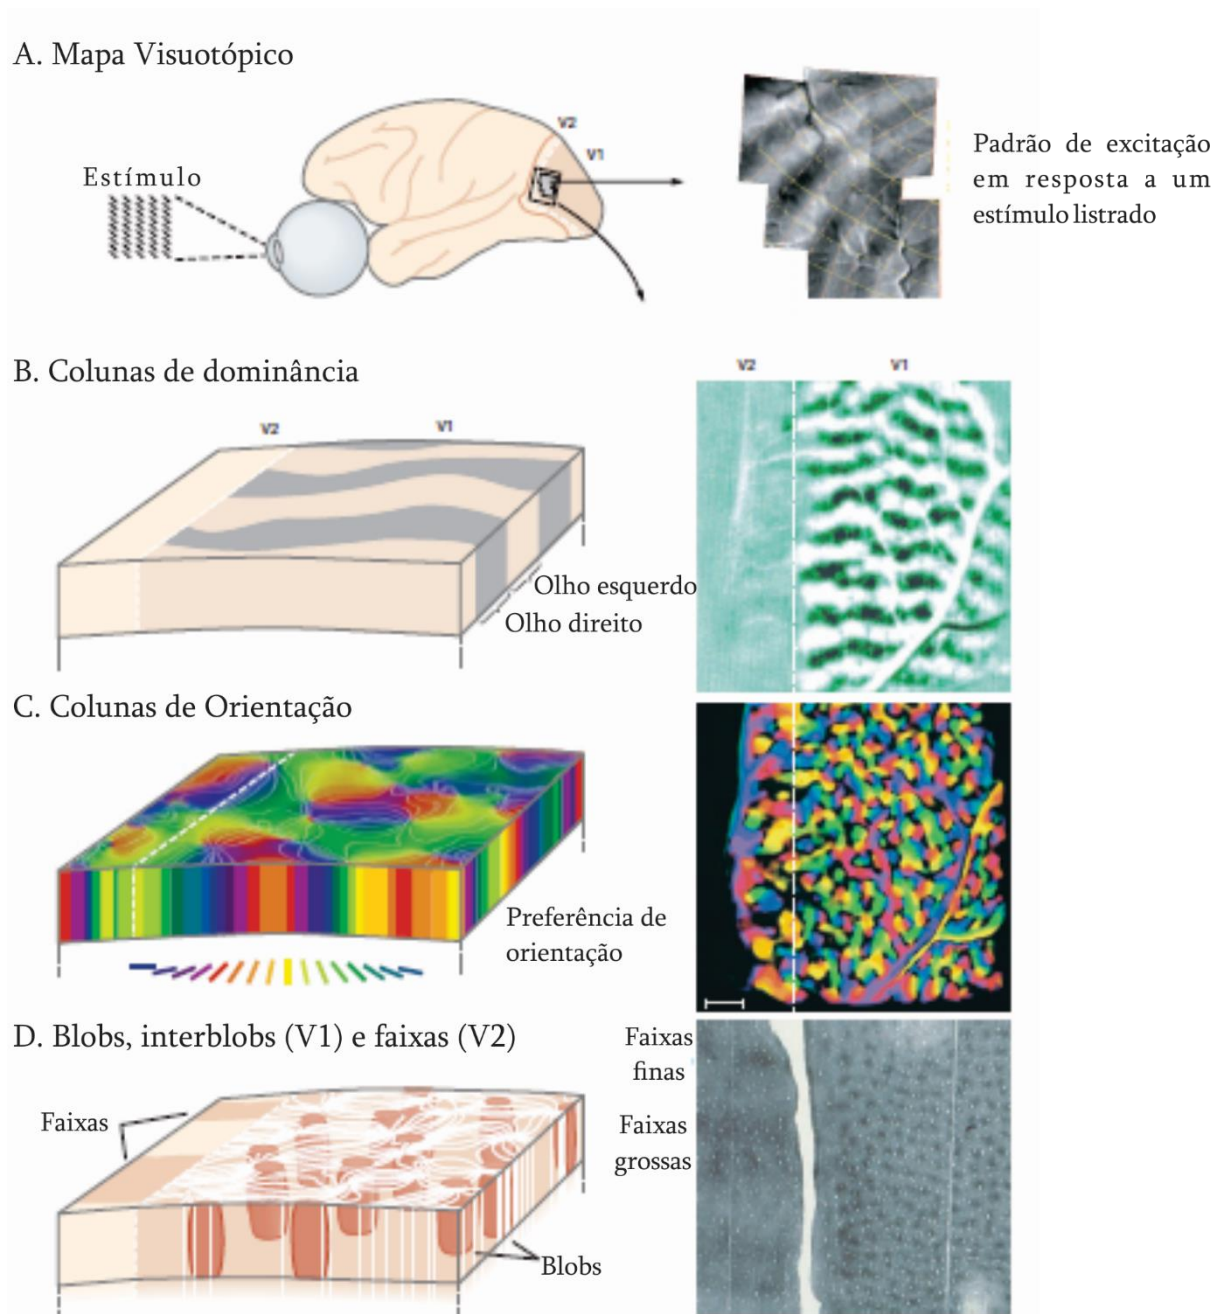 A. Mapa Visuotópico
V2
V1
Estímulo
Padrão de excitação
em resposta a um
estímulo listrado
B. Colunas de dominância
V2
V1
V2
V1
Olho esquerdo
Olho direito
C. Colunas de Orientação
Preferência de
orientação
D. Blobs, interblobs (V1) e faixas (V2)
Faixas
Blobs
Faixas
finas
Faixas
grossas